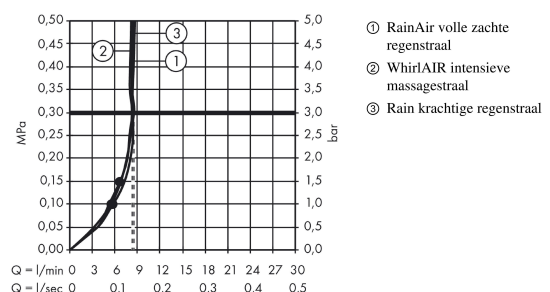 0,50
0,45
0,40
0,35
0,30
0,25
0,20
0,15
0,10
0,05
0,00
MPa
5,0
4,5
4,0
3,5
3,0
2,5
2,0
1,5
1,0
0,5
0,0
bar
3
2
1
Q = l/min 0 3 6 9 12 15 18 21 24 27 30
Q = l/sec 0 0.1 0.2 0.3 0.4 0.5
① RainAir volle zachte
regenstraal
② WhirlAIR intensieve
massagestraal
③ Rain krachtige regenstraal